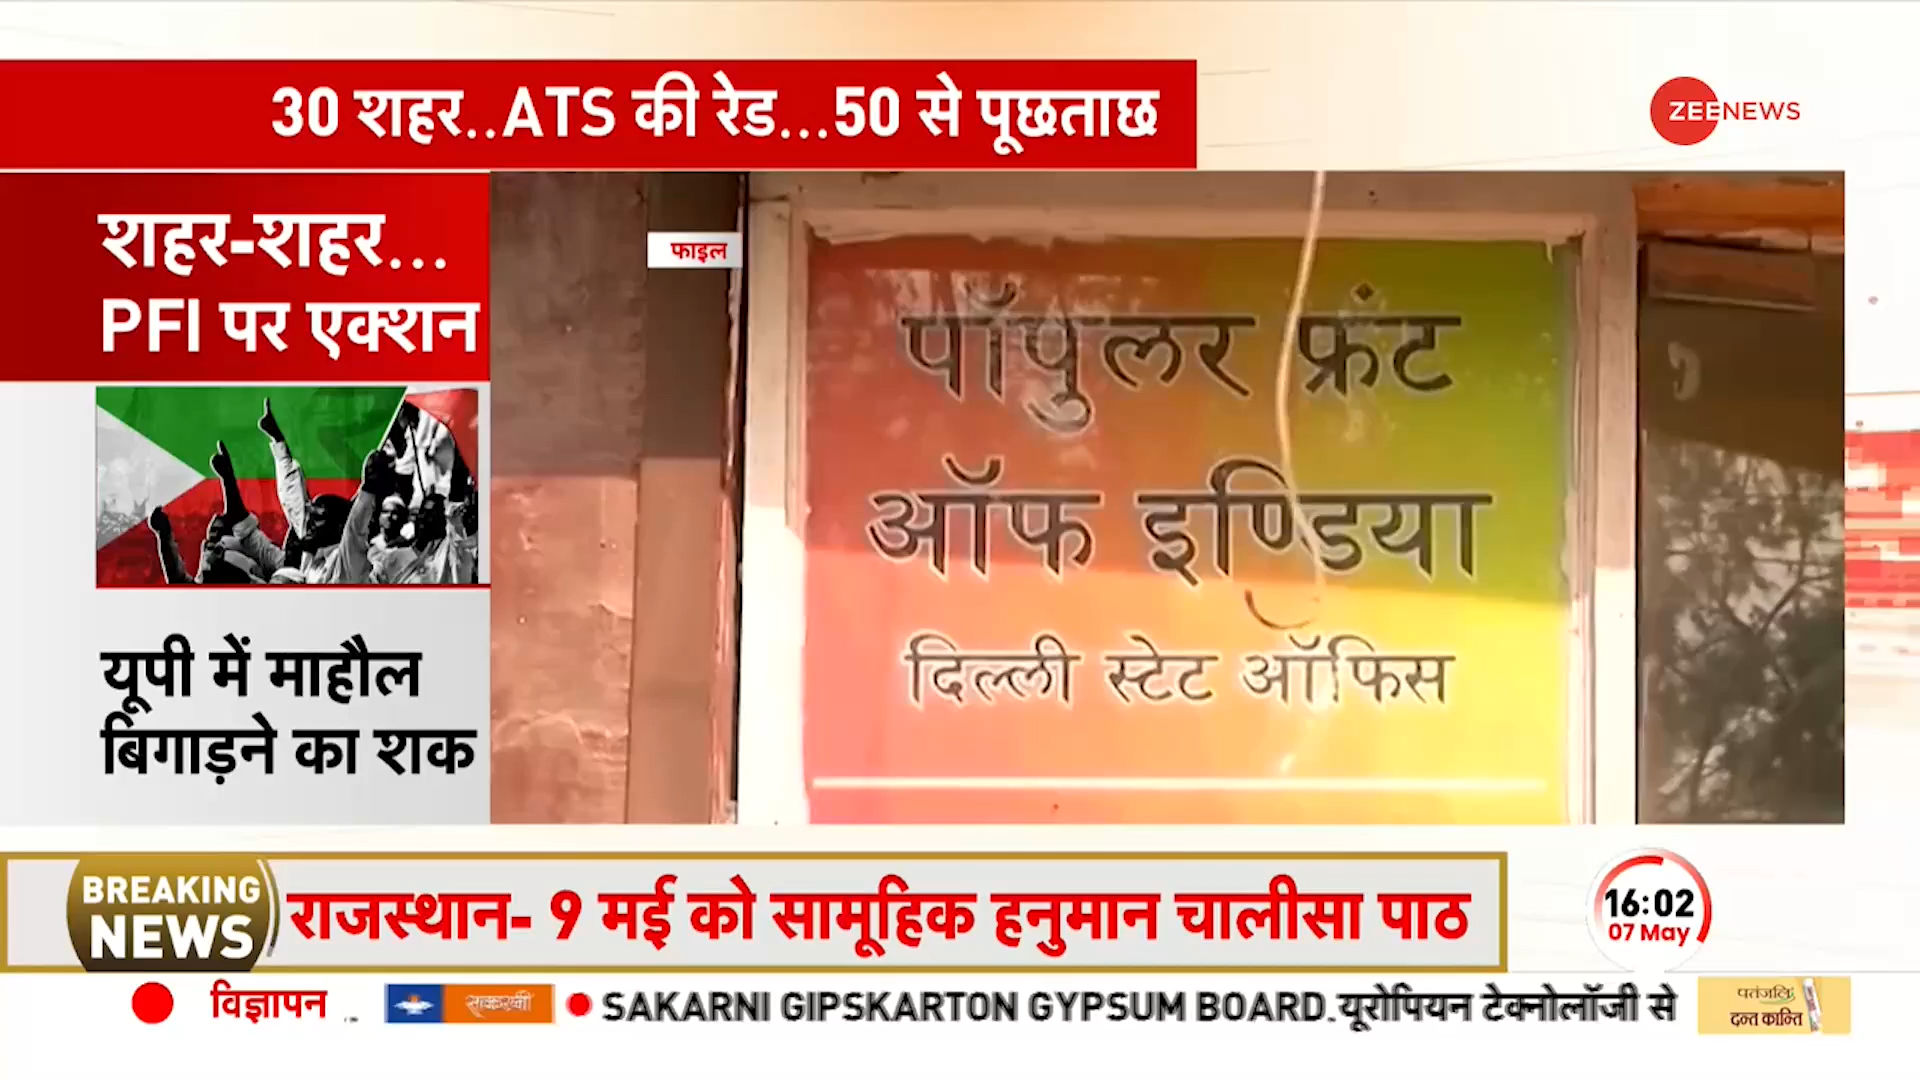 30 शहर..ATS की रेड...50 से पूछताछ
ZEENEWS
शहर-शहर...
PFI पर एक्शन
फाइल
पॉपुलर फ्रंट
ऑफ इण्डिया
दिल्ली स्टेट ऑफिस
यूपी में माहौल
बिगाड़ने का शक
BREAKING
NEWS
राजस्थान- 9 मई को सामूहिक हनुमान चालीसा पाठ
16:02
07 May
विज्ञापन
सकरनी
SAKARNI GIPSKARTON GYPSUM BOARD.यूरोपियन टेक्नोलॉजी से
पतंजलि
दन्त कान्ति